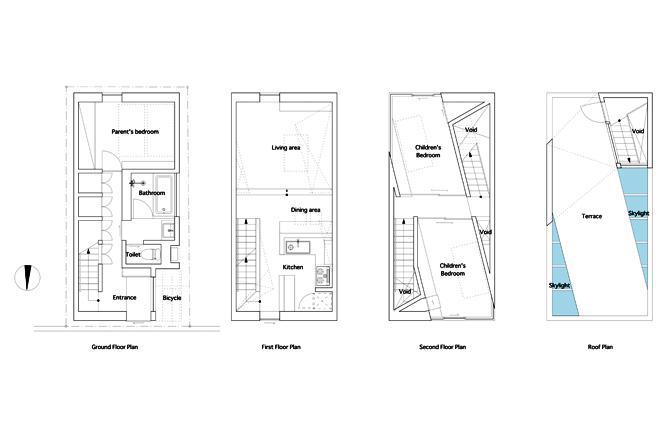 Parent's bedroom
Bathroom
Toilet
Entrance
Bicycle
Ground Floor Plan
Living area
Dining area
Kitchen
First Floor Plan
Void
Children's
Bedroom
Void
Children's
Bedroom
Void
Second Floor Plan
Void
Terrace
Skylight
Skylight
Roof Plan